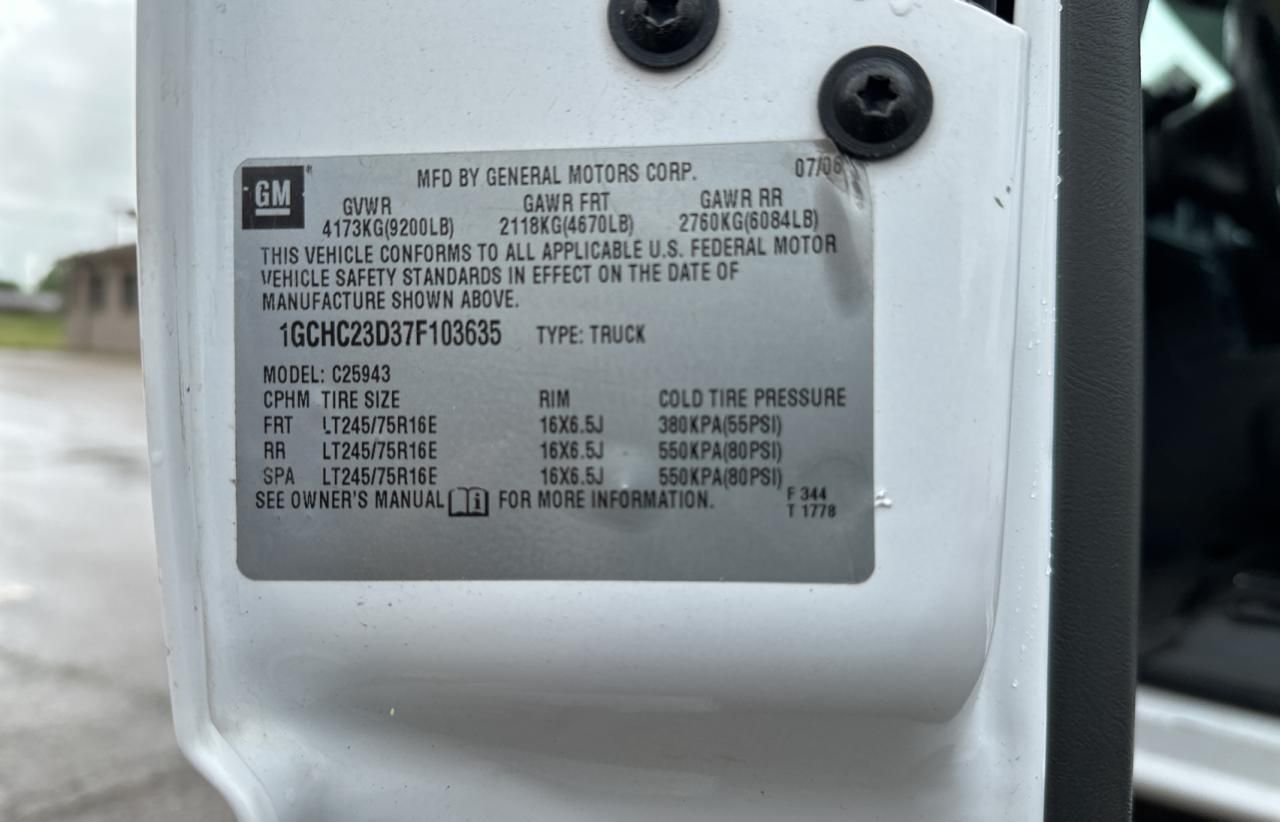 GM
MFD BY GENERAL MOTORS CORP. 07/06
GVWR GAWR FRT GAWR RR
4173KG(9200LB) 2118KG(4670LB) 2760KG(6084LB)
THIS VEHICLE CONFORMS TO ALL APPLICABLE U.S. FEDERAL MOTOR
VEHICLE SAFETY STANDARDS IN EFFECT ON THE DATE OF
MANUFACTURE SHOWN ABOVE.
1GCHC23D37F103635 TYPE: TRUCK
MODEL: C25943
CPHM TIRE SIZE RIM COLD TIRE PRESSURE
FRT LT245/75R16E 16X6.5J 380KPA(55PSI)
RR LT245/75R16E 16X6.5J 550KPA(80PSI)
SPA LT245/75R16E 16X6.5J 550KPA(80PSI)
SEE OWNER'S MANUAL FOR MORE INFORMATION.
F 344
T 1778